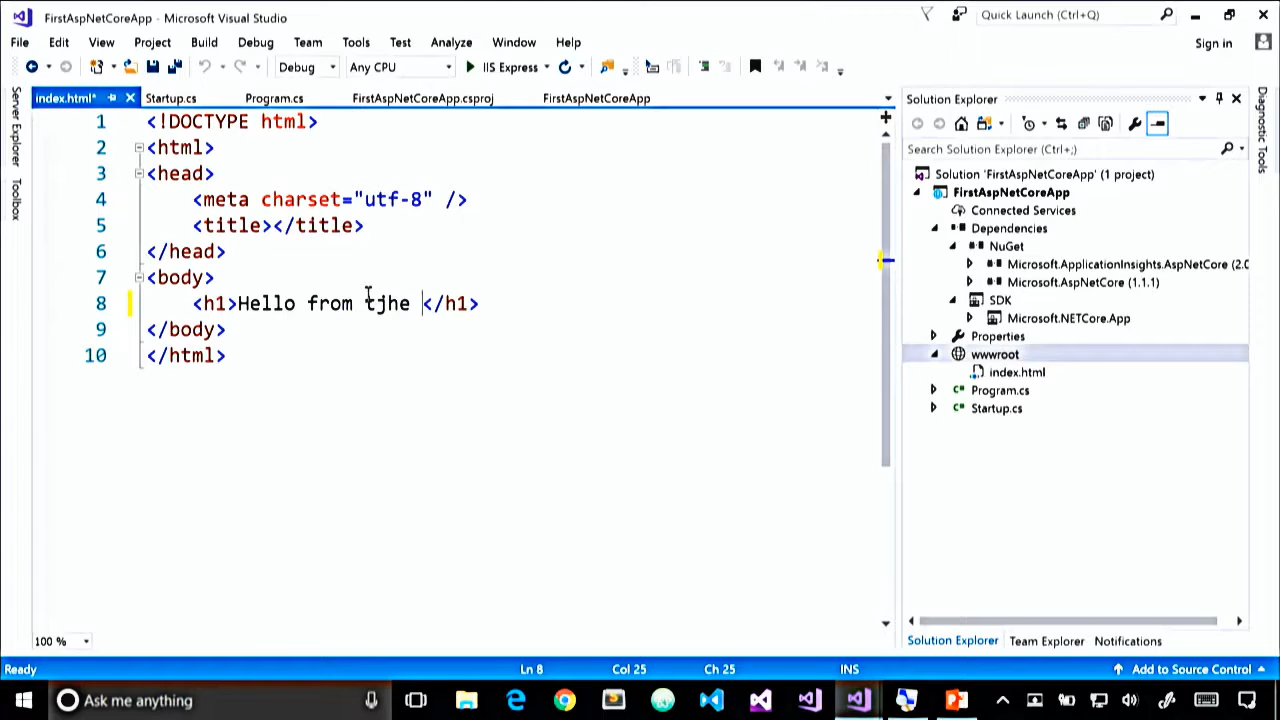 FirstAspNetCoreApp - Microsoft Visual Studio
Quick Launch (Ctrl+Q)
File Edit View Project Build Debug Team Tools Test Analyze Window Help
Sign in
Debug Any CPU IIS Express
Server Explorer
Toolbox
index.html* Startup.cs Program.cs FirstAspNetCoreApp.csproj FirstAspNetCoreApp
1 <!DOCTYPE html>
2 <html>
3 <head>
4 <meta charset="utf-8" />
5 <title></title>
6 </head>
7 <body>
8 <h1>Hello from tjhe </h1>
9 </body>
10 </html>
100 %
Solution Explorer
Search Solution Explorer (Ctrl+;)
Solution 'FirstAspNetCoreApp' (1 project)
FirstAspNetCoreApp
Connected Services
Dependencies
NuGet
Microsoft.ApplicationInsights.AspNetCore (2.0
Microsoft.AspNetCore (1.1.1)
SDK
Microsoft.NETCore.App
Properties
wwwroot
index.html
Program.cs
Startup.cs
Solution Explorer Team Explorer Notifications
Diagnostic Tools
Ready Ln 8 Col 25 Ch 25 INS Add to Source Control
Ask me anything